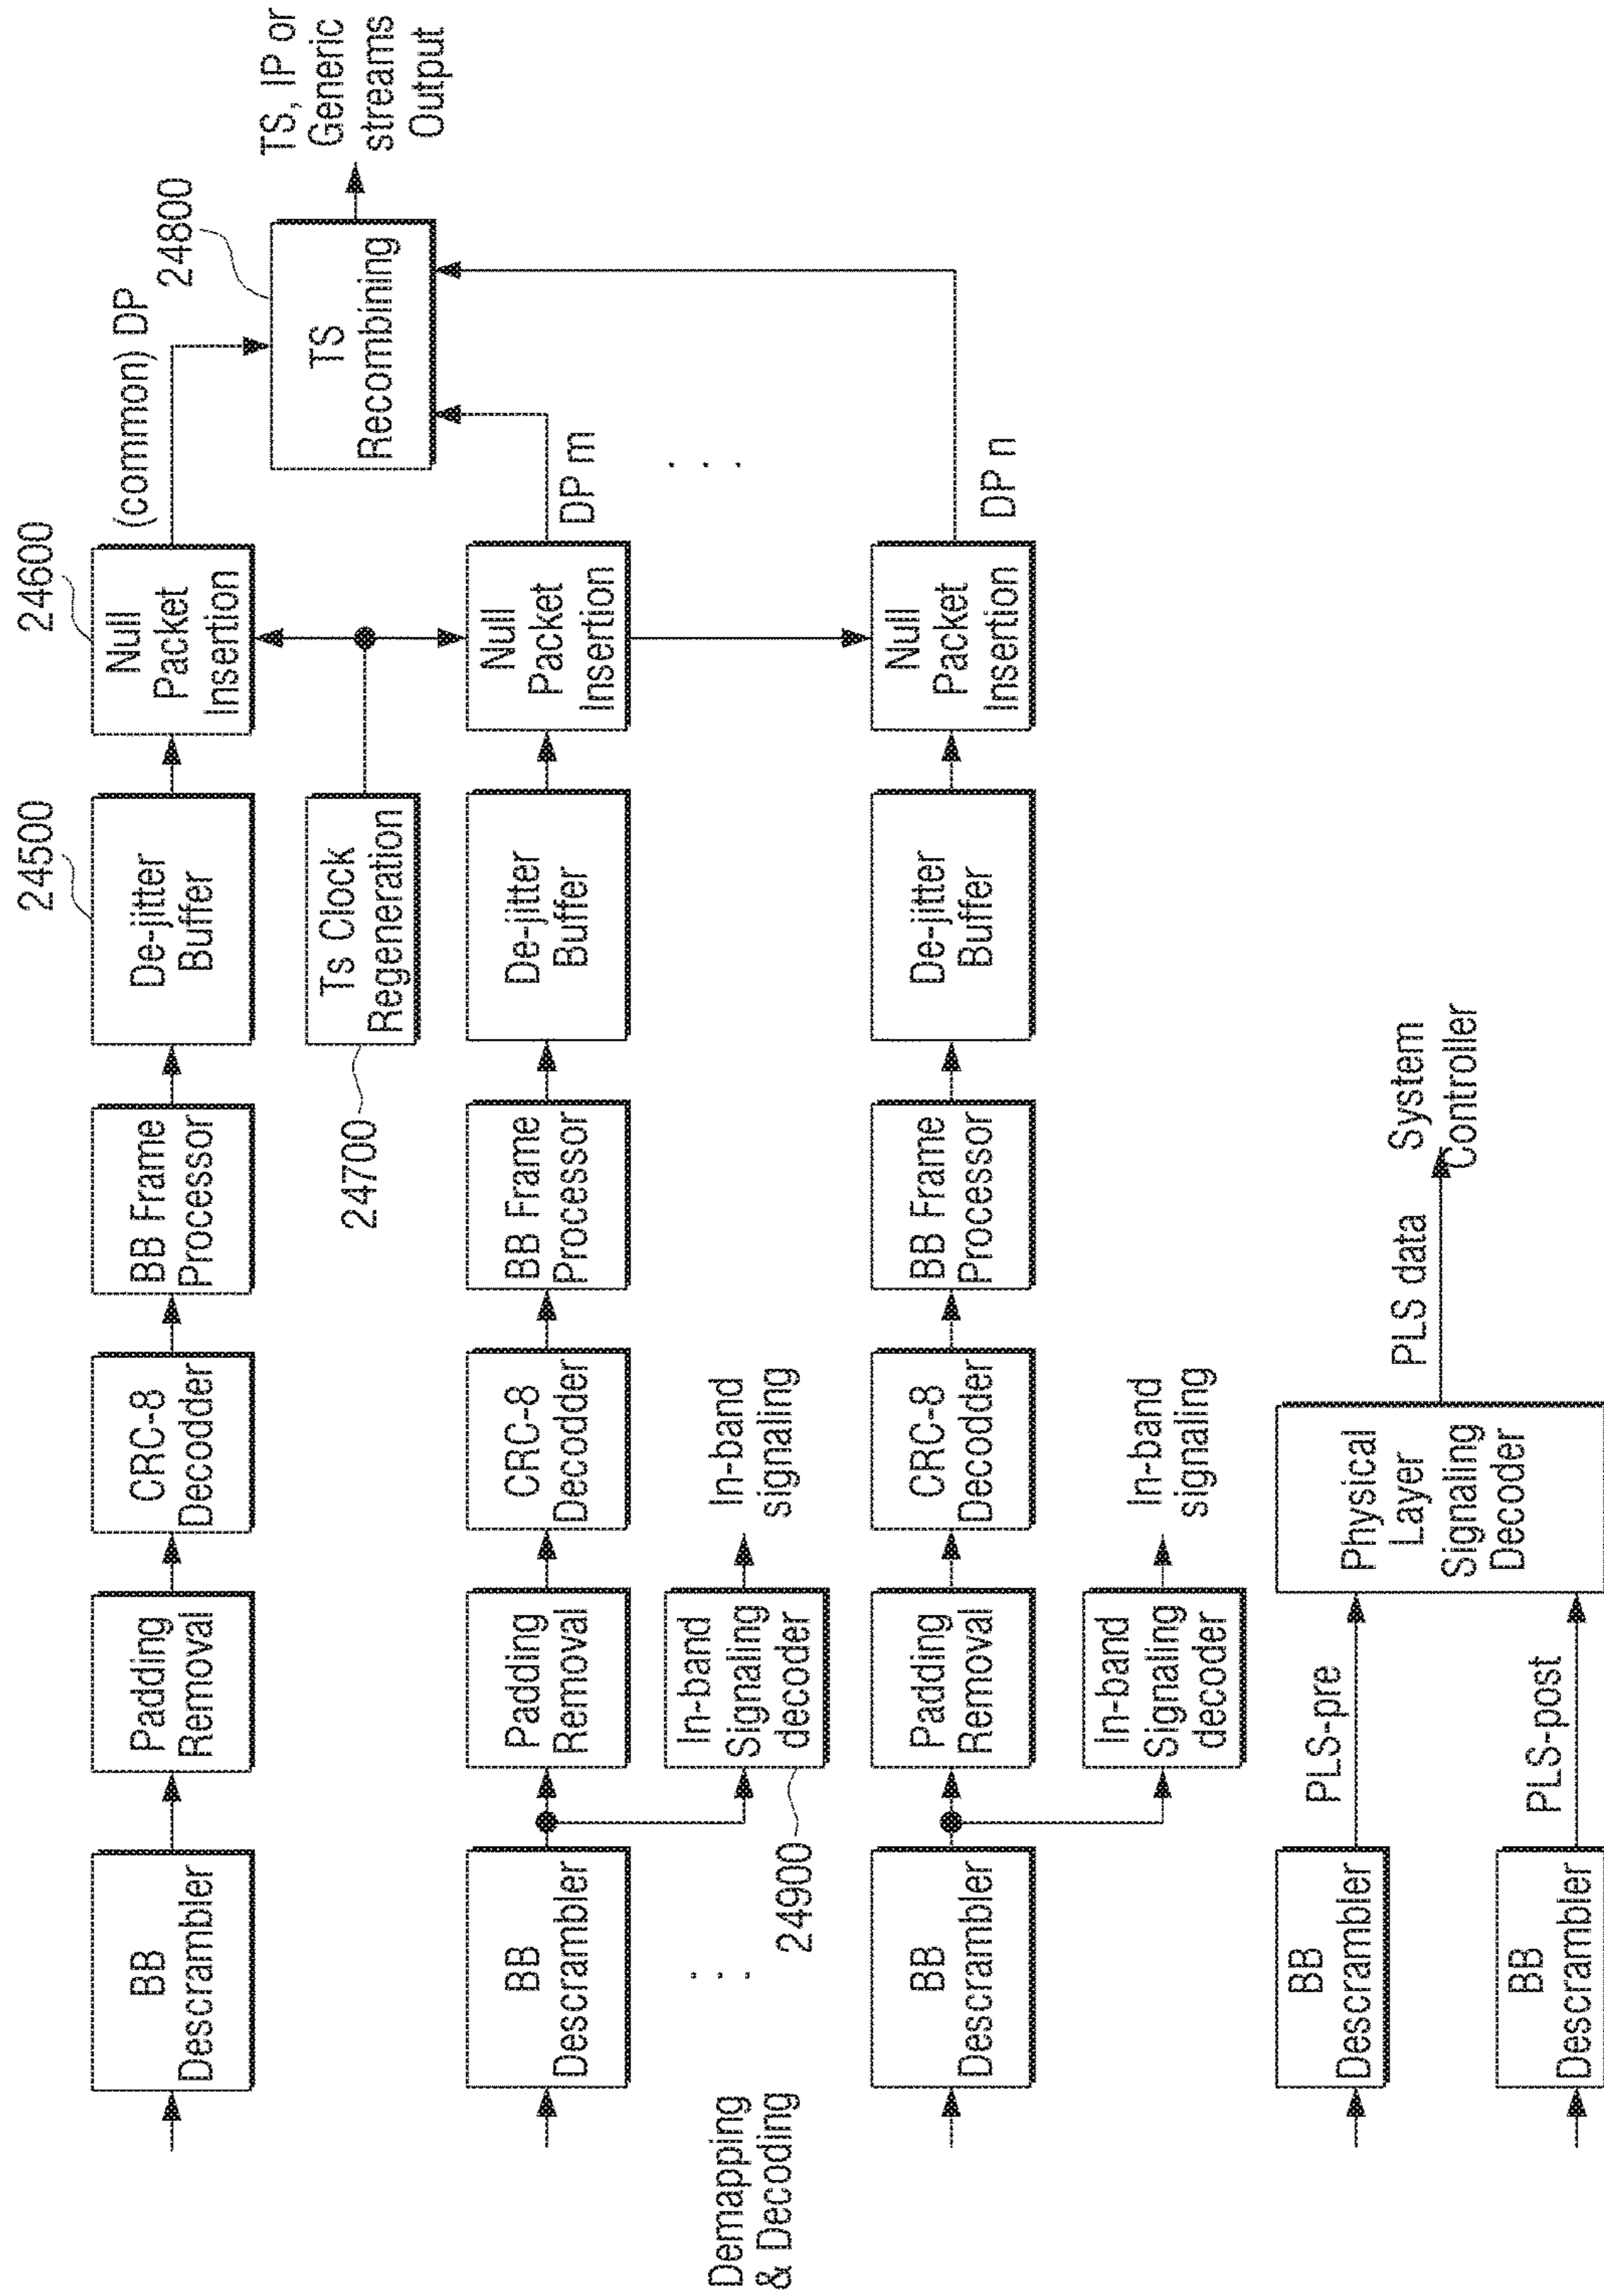 24500
24600
(common) DP
24800
BB
Descrambler
Padding
Removal
CRC-8
Decodder
BB Frame
Processor
De-jitter
Buffer
Null
Packet
Insertion
TS
Recombining
TS, IP or
Generic
streams
Output
24700
Ts Clock
Regeneration
BB
Descrambler
Padding
Removal
CRC-8
Decodder
BB Frame
Processor
De-jitter
Buffer
Null
Packet
Insertion
DP m
. . .
24900
In-band
Signaling
decoder
In-band
signaling
. . .
Demapping
& Decoding
BB
Descrambler
Padding
Removal
CRC-8
Decodder
BB Frame
Processor
De-jitter
Buffer
Null
Packet
Insertion
DP n
In-band
Signaling
decoder
In-band
signaling
BB
Descrambler
PLS-pre
Physical
Layer
Signaling
Decoder
PLS data
System
Controller
BB
Descrambler
PLS-post